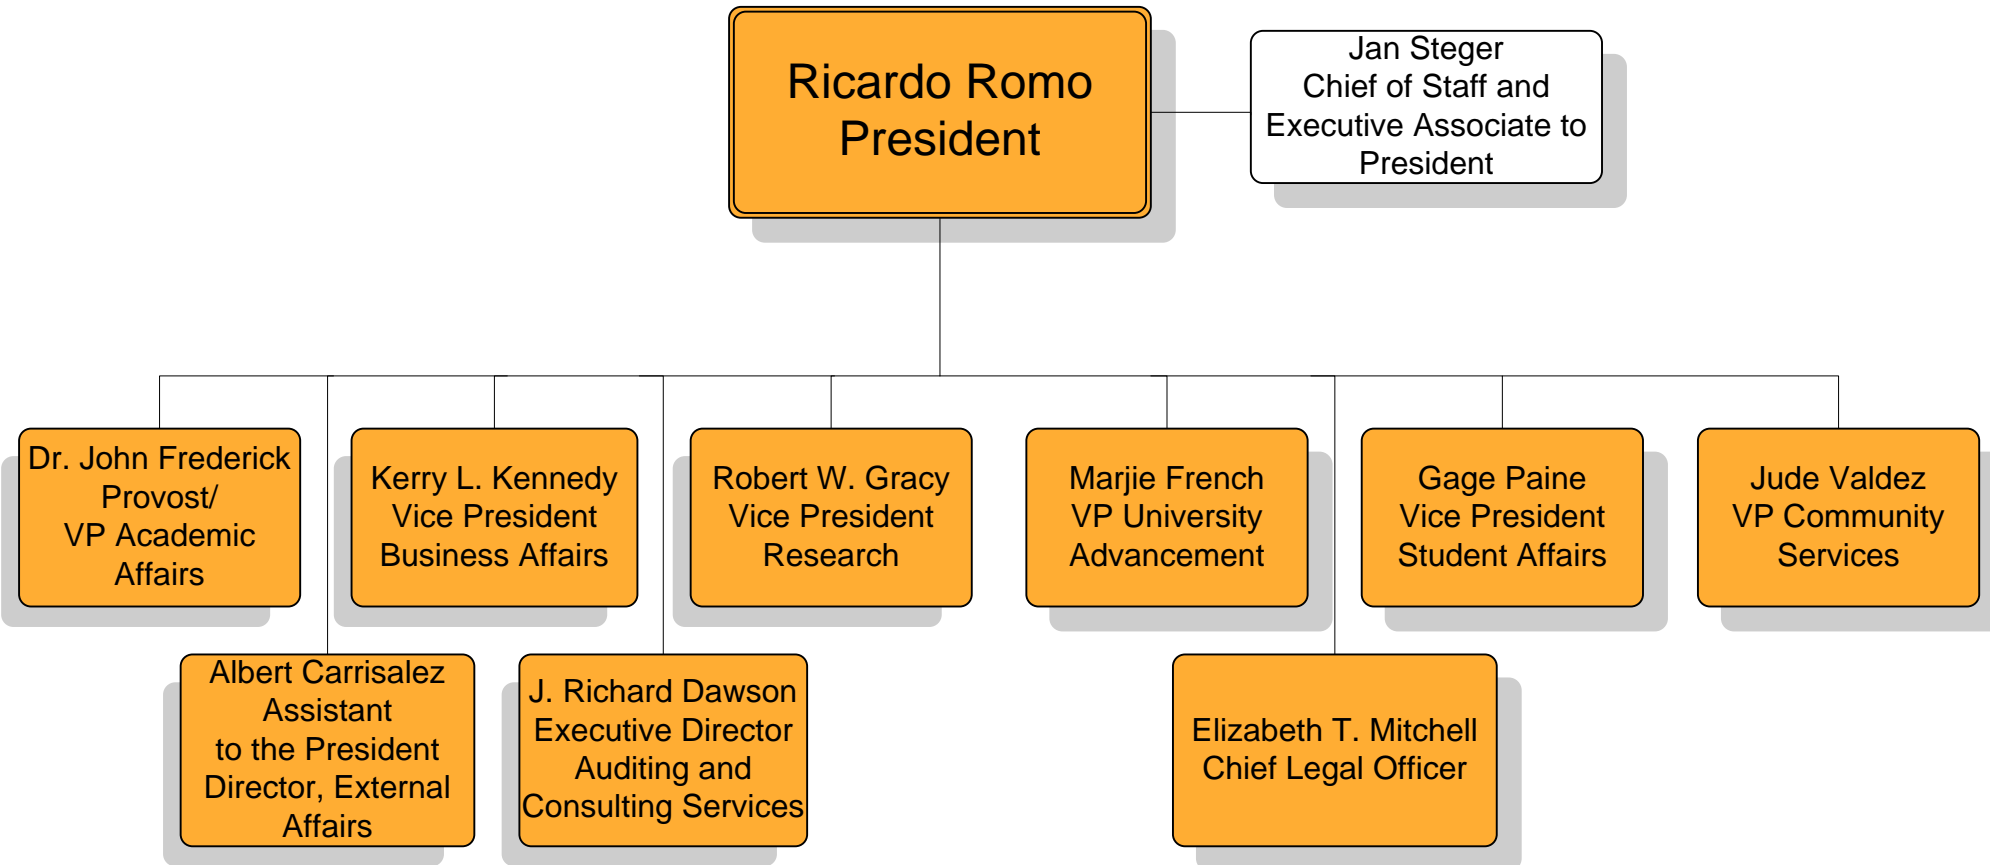 Ricardo Romo
President
Jan Steger
Chief of Staff and
Executive Associate to
President
Dr. John Frederick
Provost/
VP Academic
Affairs
Kerry L. Kennedy
Vice President
Business Affairs
Robert W. Gracy
Vice President
Research
Marjie French
VP University
Advancement
Gage Paine
Vice President
Student Affairs
Jude Valdez
VP Community
Services
Albert Carrisalez
Assistant
to the President
Director, External
Affairs
J. Richard Dawson
Executive Director
Auditing and
Consulting Services
Elizabeth T. Mitchell
Chief Legal Officer